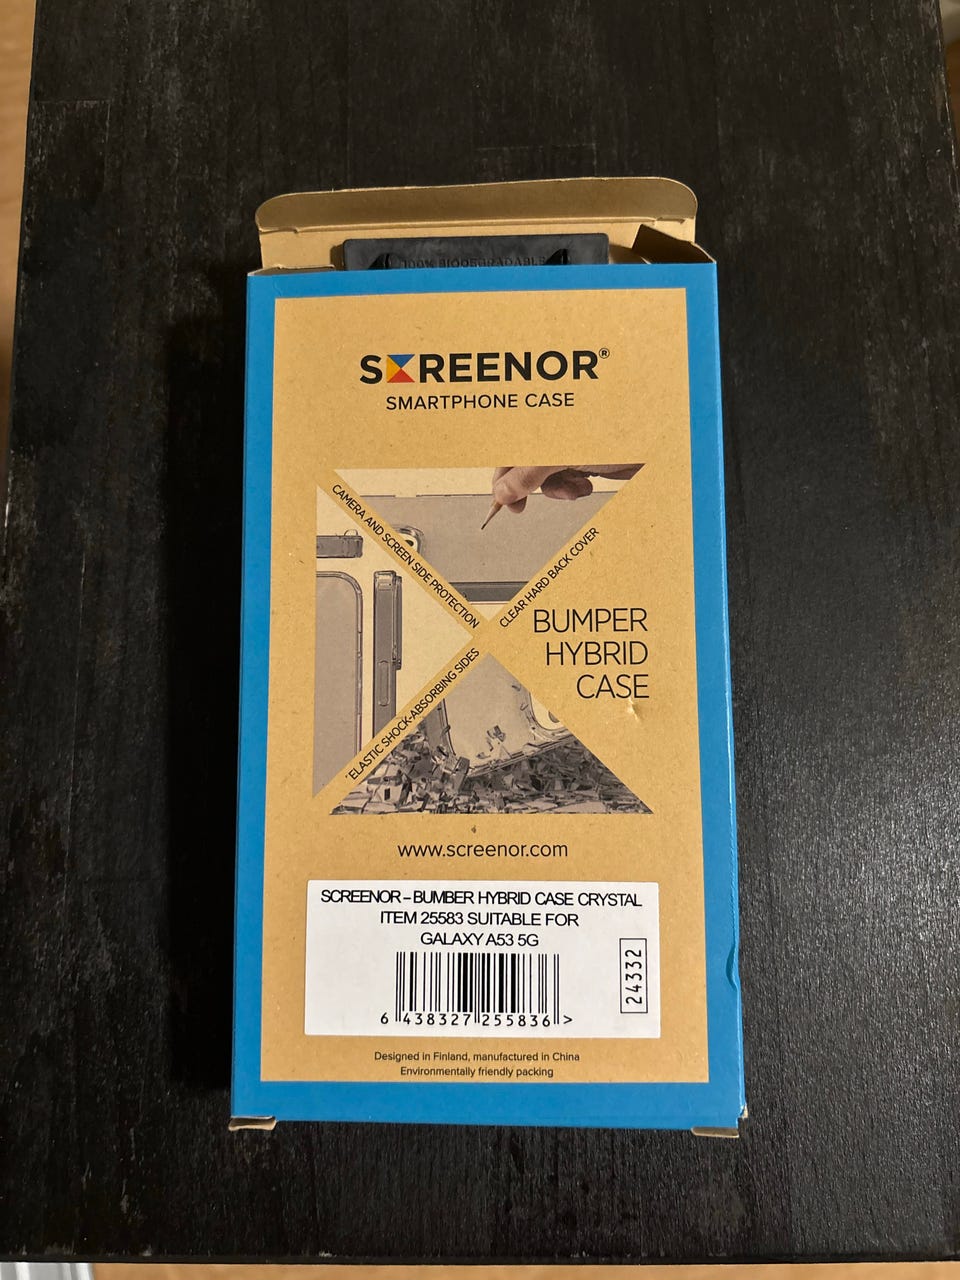 100% BIODEGRADABLE
SCREENOR®
SMARTPHONE CASE
CAMERA AND SCREEN SIDE PROTECTION
CLEAR HARD BACK COVER
BUMPER
HYBRID
CASE
ELASTIC SHOCK-ABSORBING SIDES
www.screenor.com
SCREENOR – BUMBER HYBRID CASE CRYSTAL
ITEM 25583 SUITABLE FOR
GALAXY A53 5G
24332
6 438327 255836 >
Designed in Finland, manufactured in China
Environmentally friendly packing